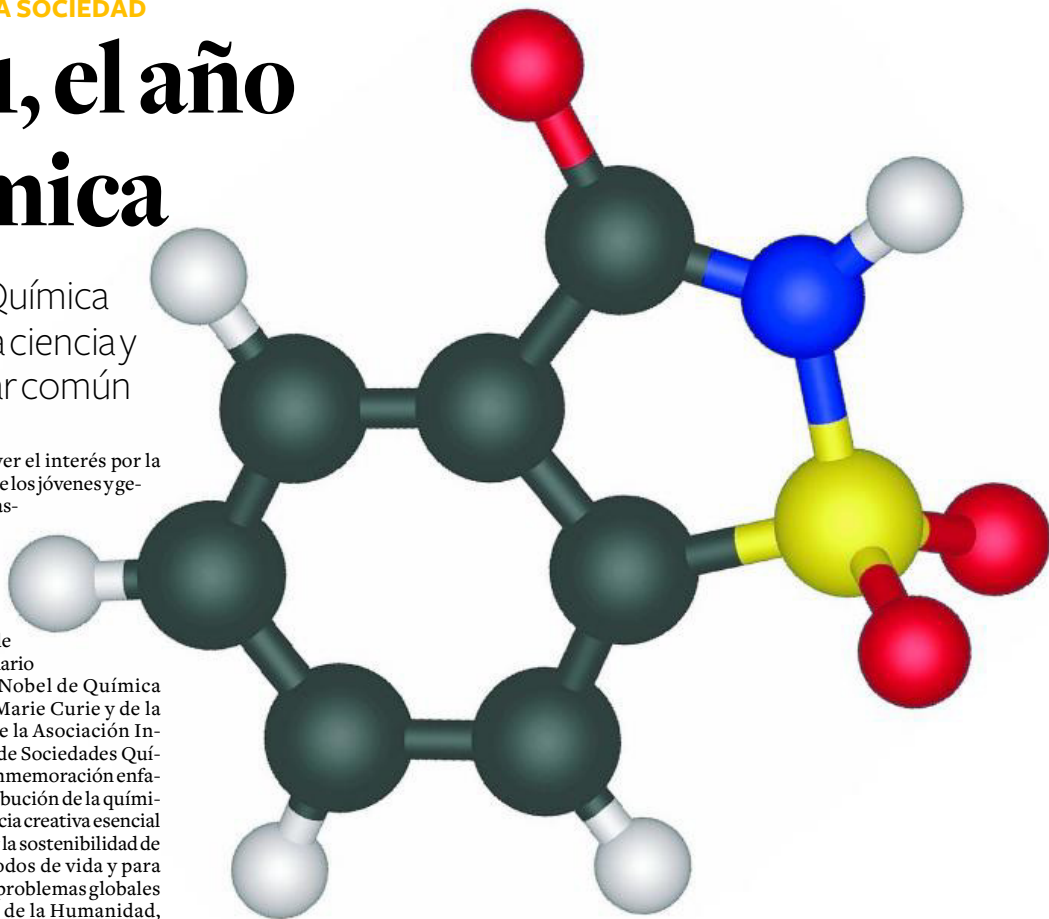 A SOCIEDAD
1, el año
mica
Química
a ciencia y
ar común
ver el interés por la
e los jóvenes y ge-
as-
le
ario
Nobel de Química
Marie Curie y de la
e la Asociación In-
de Sociedades Quí-
nmemoración enfa-
bución de la quími-
cia creativa esencial
la sostenibilidad de
odos de vida y para
problemas globales
de la Humanidad,